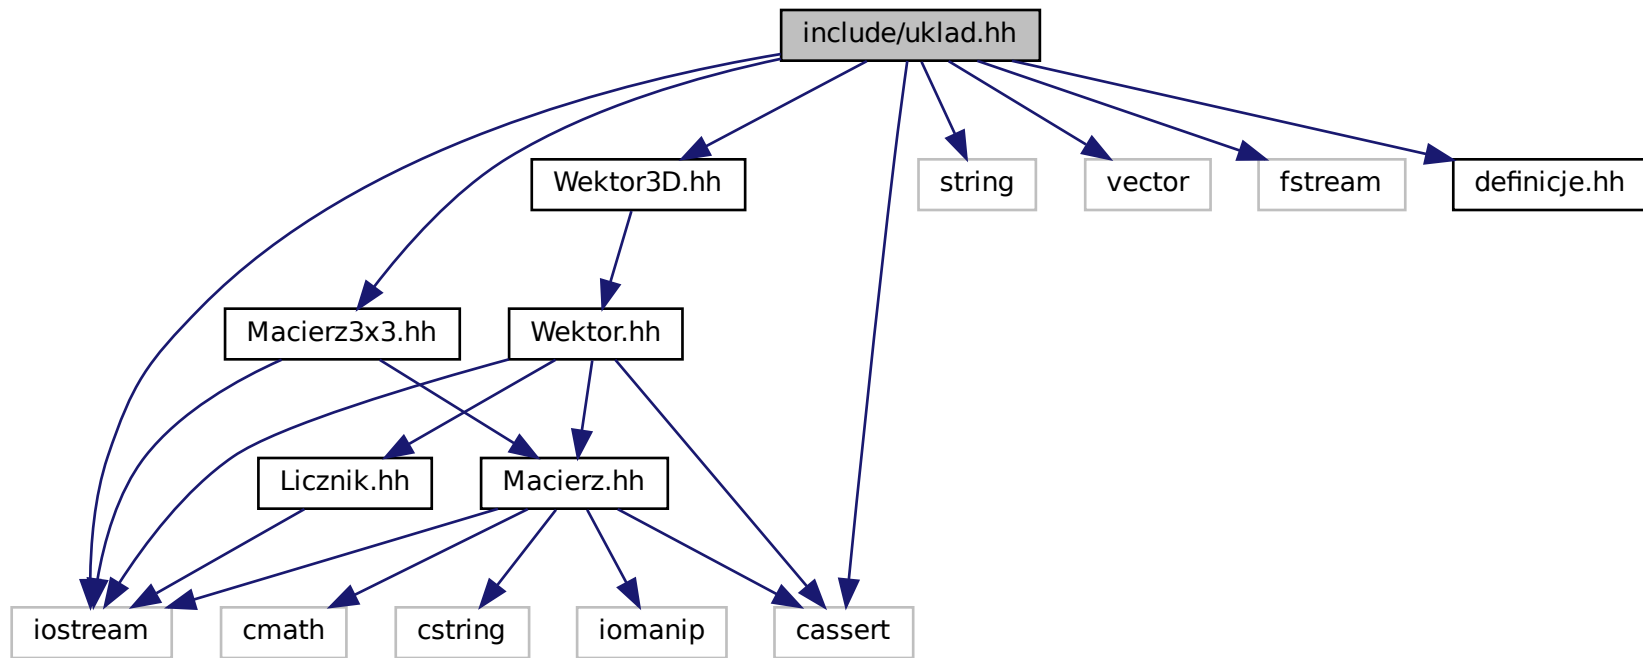 include/uklad.hh
Wektor3D.hh
string
vector
fstream
definicje.hh
Macierz3x3.hh
Wektor.hh
Licznik.hh
Macierz.hh
iostream
cmath
cstring
iomanip
cassert